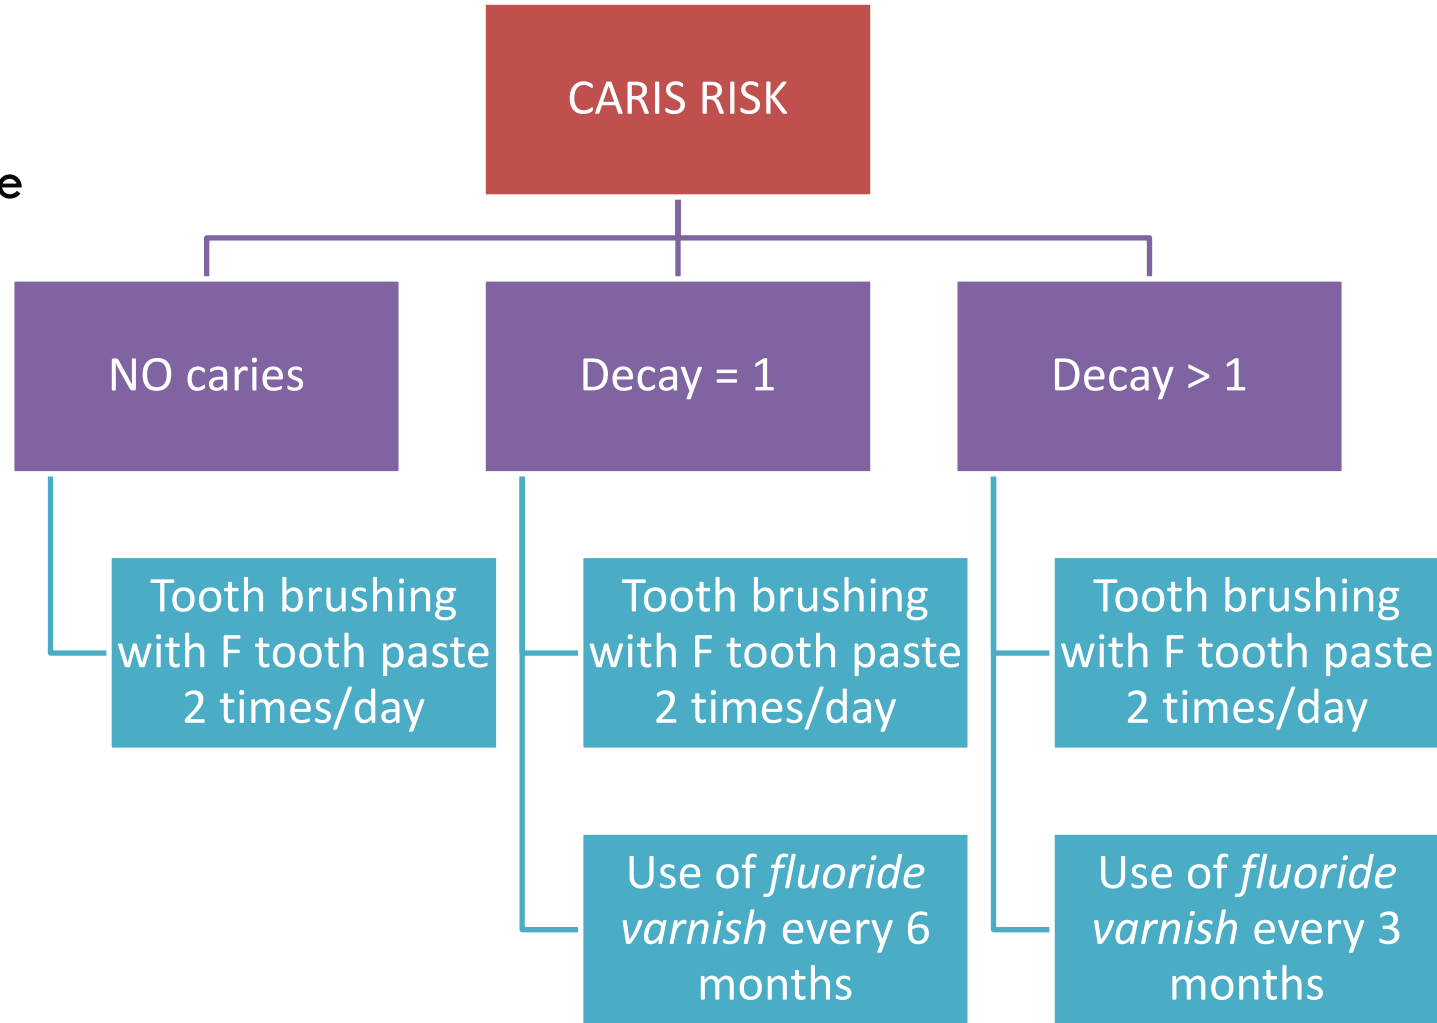 CARIS RISK
e
NO caries
Decay = 1
Decay > 1
Tooth brushing
with F tooth paste
2 times/day
Tooth brushing
with F tooth paste
2 times/day
Tooth brushing
with F tooth paste
2 times/day
Use of fluoride
varnish every 6
months
Use of fluoride
varnish every 3
months